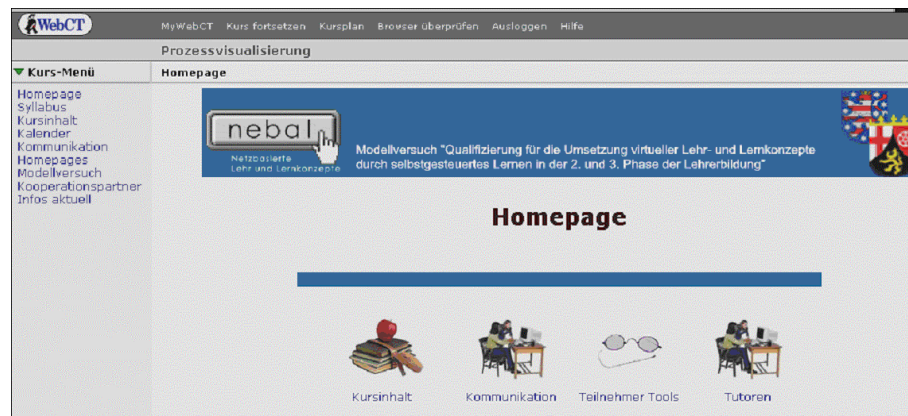 WebCT
MyWebCT Kurs fortsetzen Kursplan Browser überprüfen Ausloggen Hilfe
Prozessvisualisierung
Kurs-Menü
Homepage
Homepage
Syllabus
Kursinhalt
Kalender
Kommunikation
Homepages
Modellversuch
Kooperationspartner
Infos aktuell
nebal
Netzbasierte
Lehr und Lernkonzepte
Modellversuch "Qualifizierung für die Umsetzung virtueller Lehr- und Lernkonzepte
durch selbstgesteuertes Lernen in der 2. und 3. Phase der Lehrerbildung"
Homepage
Kursinhalt Kommunikation Teilnehmer Tools Tutoren